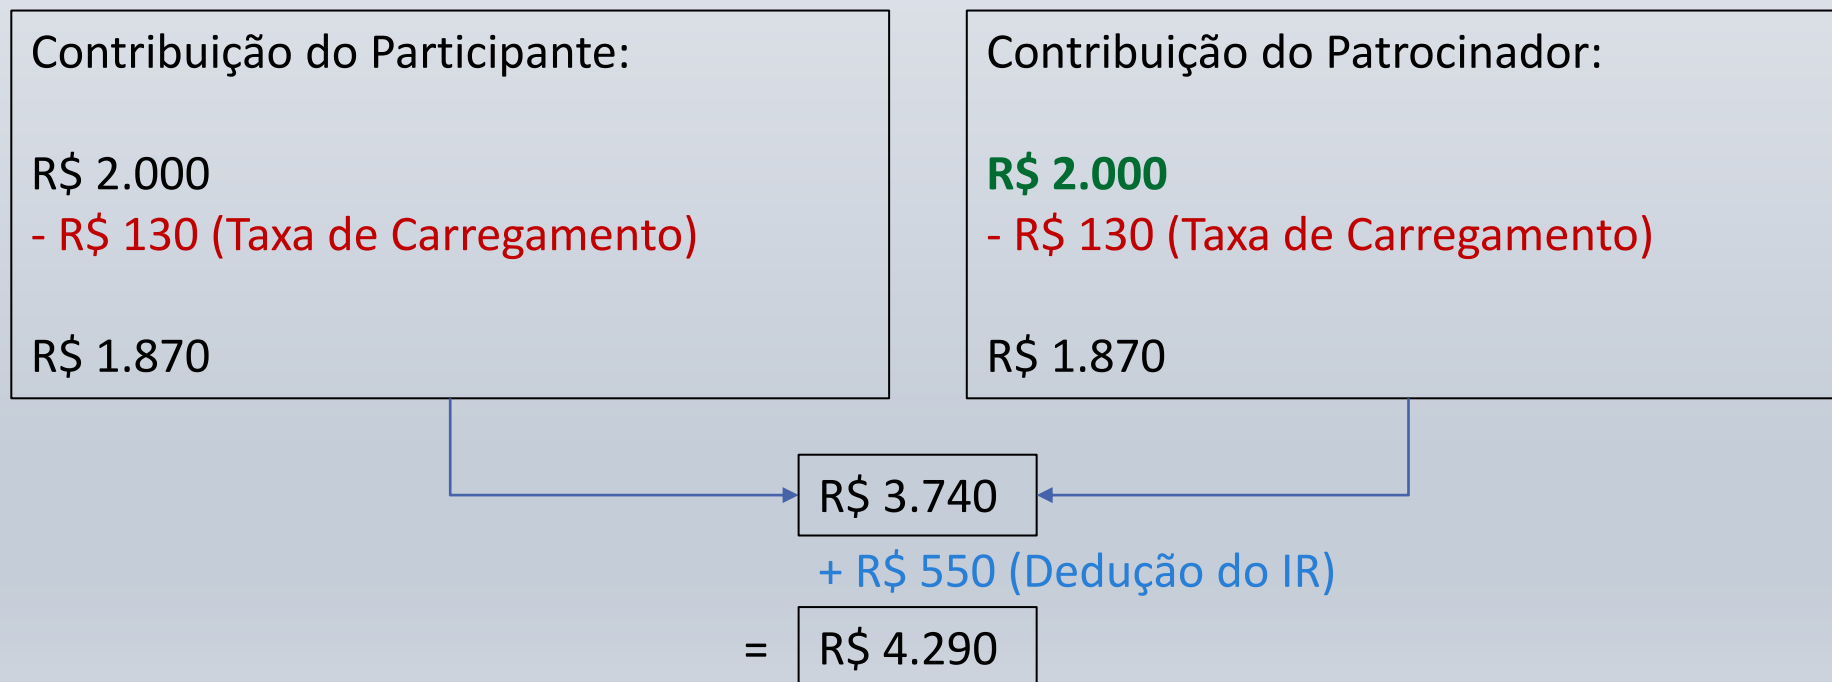 Contribuição do Participante:
R$ 2.000
- R$ 130 (Taxa de Carregamento)
R$ 1.870
Contribuição do Patrocinador:
R$ 2.000
- R$ 130 (Taxa de Carregamento)
R$ 1.870
R$ 3.740
+ R$ 550 (Dedução do IR)
= R$ 4.290